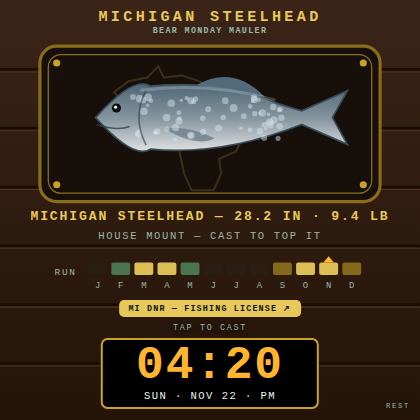 MICHIGAN STEELHEAD
BEAR MONDAY MAULER
MICHIGAN STEELHEAD — 28.2 IN · 9.4 LB
HOUSE MOUNT — CAST TO TOP IT
RUN
J F M A M J J A S O N D
MI DNR — FISHING LICENSE ↗
TAP TO CAST
04:20
SUN · NOV 22 · PM
REST